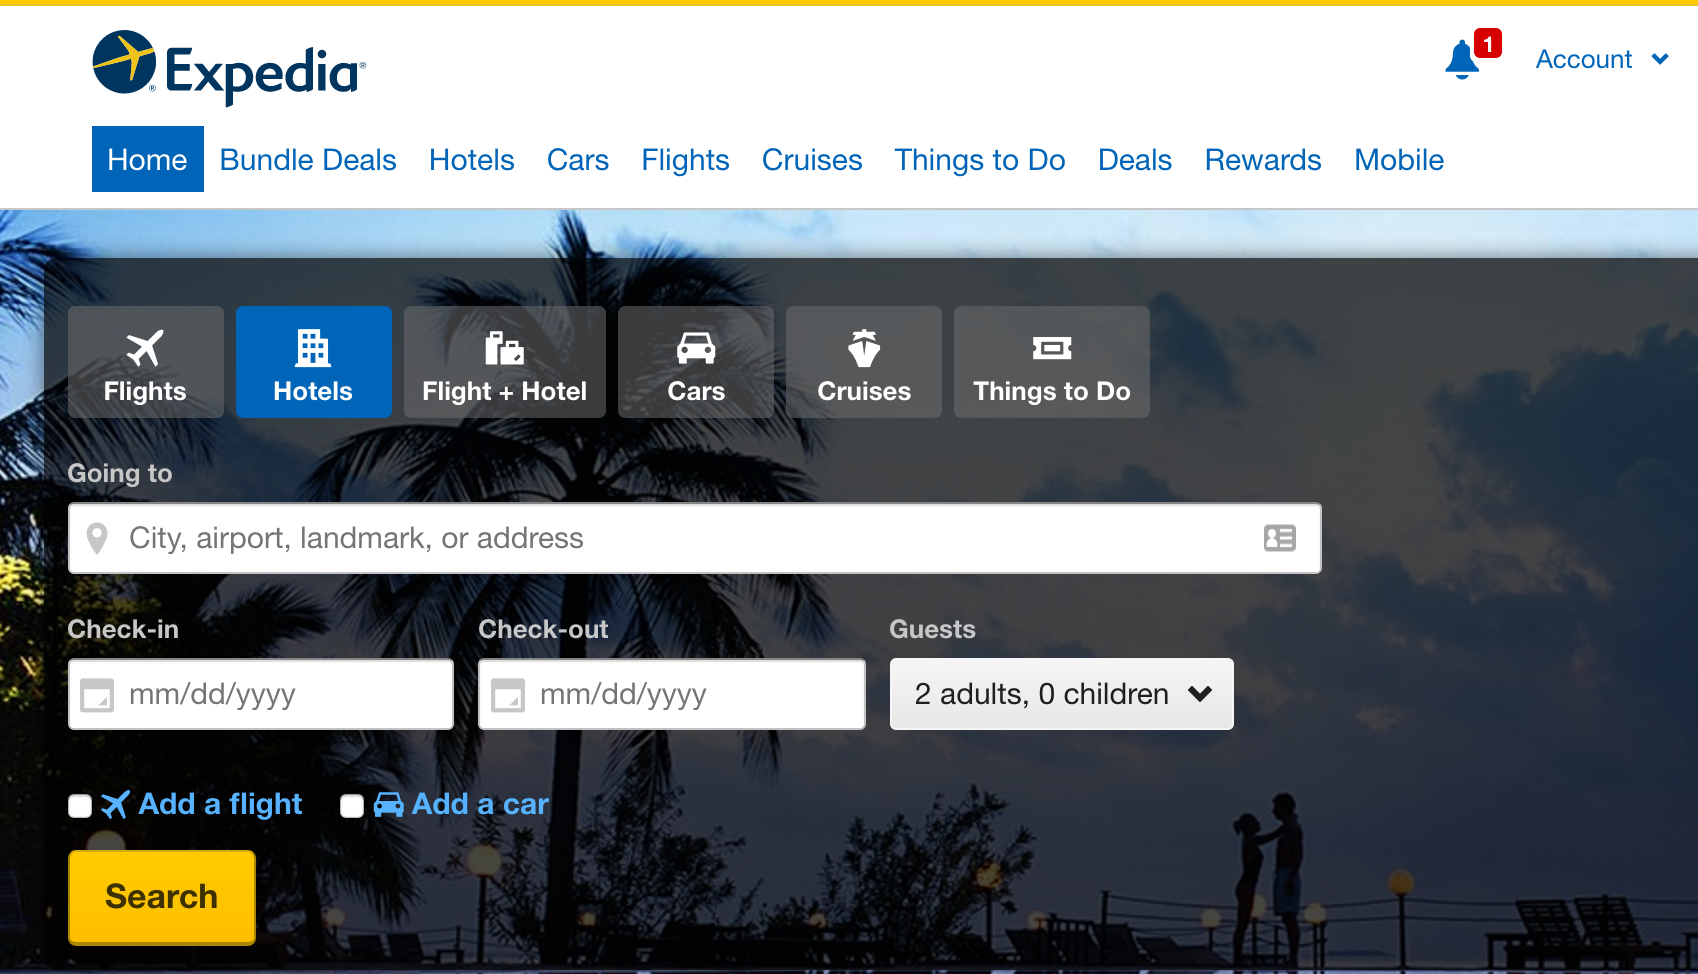 Expedia®
1
Account
Home Bundle Deals Hotels Cars Flights Cruises Things to Do Deals Rewards Mobile
Flights Hotels Flight + Hotel Cars Cruises Things to Do
Going to
City, airport, landmark, or address
Check-in Check-out Guests
mm/dd/yyyy mm/dd/yyyy 2 adults, 0 children
Add a flight Add a car
Search